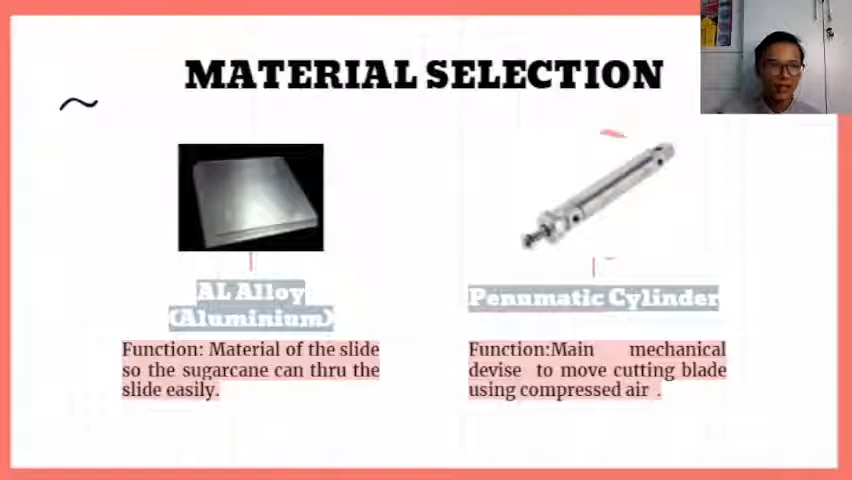 MATERIAL SELECTION
AL Alloy
(Aluminium)
Function: Material of the slide
so the sugarcane can thru the
slide easily.
Penumatic Cylinder
Function:Main mechanical
devise to move cutting blade
using compressed air .